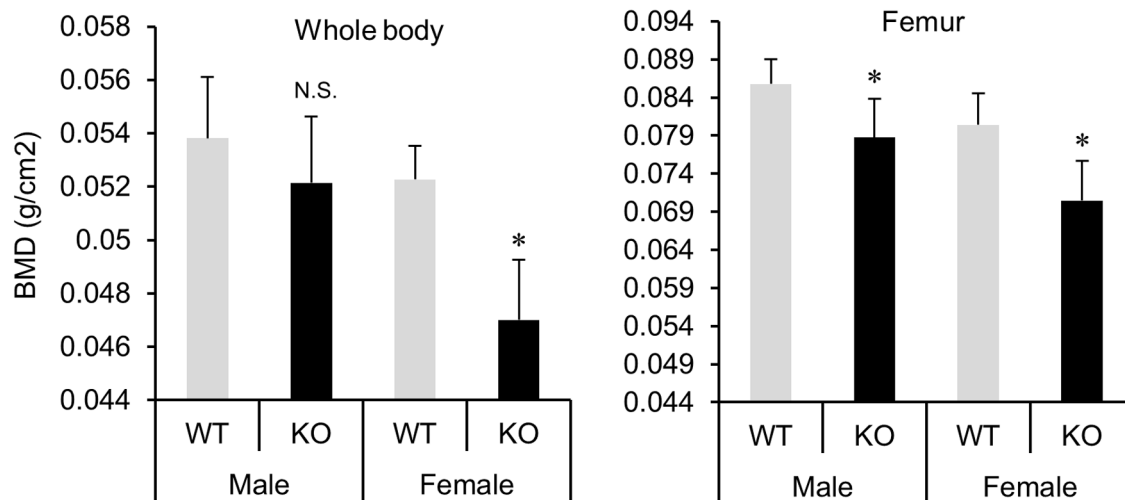 Whole body
BMD (g/cm2)
0.058
0.056
0.054
0.052
0.05
0.048
0.046
0.044
N.S.
*
WT KO WT KO
Male Female
Femur
0.094
0.089
0.084
0.079
0.074
0.069
0.064
0.059
0.054
0.049
0.044
*
*
WT KO WT KO
Male Female